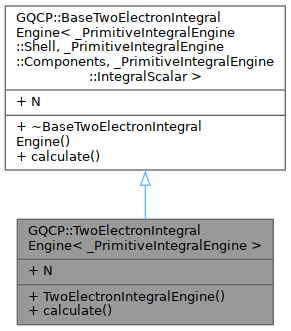 GQCP::BaseTwoElectronIntegral
Engine< _PrimitiveIntegralEngine
::Shell, _PrimitiveIntegralEngine
::Components, _PrimitiveIntegralEngine
::IntegralScalar >
+ N
+ ~BaseTwoElectronIntegral
Engine()
+ calculate()
GQCP::TwoElectronIntegral
Engine< _PrimitiveIntegralEngine >
+ N
+ TwoElectronIntegralEngine()
+ calculate()